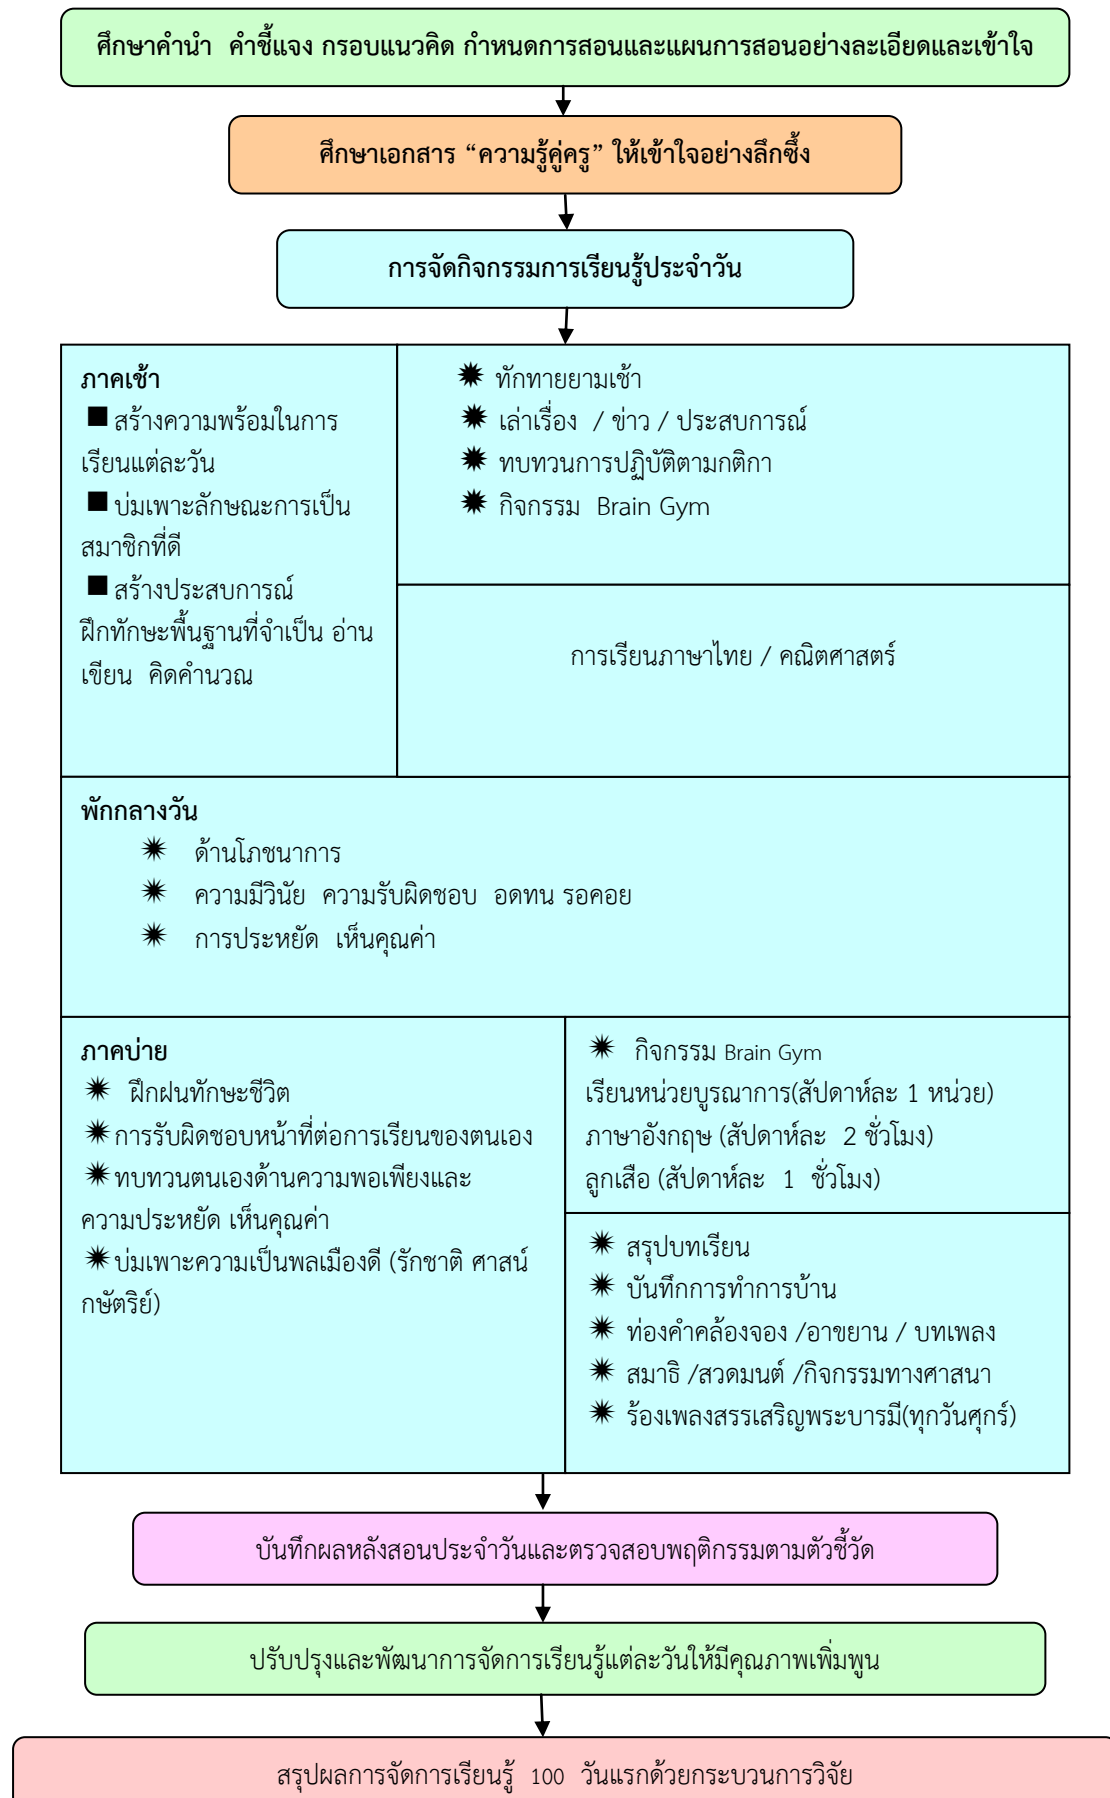 ศึกษาคำนำ คำชี้แจง กรอบแนวคิด กำหนดการสอนและแผนการสอนอย่างละเอียดและเข้าใจ
ศึกษาเอกสาร “ความรู้คู่ครู” ให้เข้าใจอย่างลึกซึ้ง
การจัดกิจกรรมการเรียนรู้ประจำวัน
ภาคเช้า
■ สร้างความพร้อมในการ
เรียนแต่ละวัน
■ บ่มเพาะลักษณะการเป็น
สมาชิกที่ดี
■ สร้างประสบการณ์
ฝึกทักษะพื้นฐานที่จำเป็น อ่าน
เขียน คิดคำนวณ
✹ ทักทายยามเช้า
✹ เล่าเรื่อง / ข่าว / ประสบการณ์
✹ ทบทวนการปฏิบัติตามกติกา
✹ กิจกรรม Brain Gym
การเรียนภาษาไทย / คณิตศาสตร์
พักกลางวัน
✹ ด้านโภชนาการ
✹ ความมีวินัย ความรับผิดชอบ อดทน รอคอย
✹ การประหยัด เห็นคุณค่า
ภาคบ่าย
✹ ฝึกฝนทักษะชีวิต
✹ การรับผิดชอบหน้าที่ต่อการเรียนของตนเอง
✹ ทบทวนตนเองด้านความพอเพียงและ
ความประหยัด เห็นคุณค่า
✹ บ่มเพาะความเป็นพลเมืองดี (รักชาติ ศาสน์
กษัตริย์)
✹ กิจกรรม Brain Gym
เรียนหน่วยบูรณาการ(สัปดาห์ละ 1 หน่วย)
ภาษาอังกฤษ (สัปดาห์ละ 2 ชั่วโมง)
ลูกเสือ (สัปดาห์ละ 1 ชั่วโมง)
✹ สรุปบทเรียน
✹ บันทึกการทำการบ้าน
✹ ท่องคำคล้องจอง /อาขยาน / บทเพลง
✹ สมาธิ /สวดมนต์ /กิจกรรมทางศาสนา
✹ ร้องเพลงสรรเสริญพระบารมี(ทุกวันศุกร์)
บันทึกผลหลังสอนประจำวันและตรวจสอบพฤติกรรมตามตัวชี้วัด
ปรับปรุงและพัฒนาการจัดการเรียนรู้แต่ละวันให้มีคุณภาพเพิ่มพูน
สรุปผลการจัดการเรียนรู้ 100 วันแรกด้วยกระบวนการวิจัย